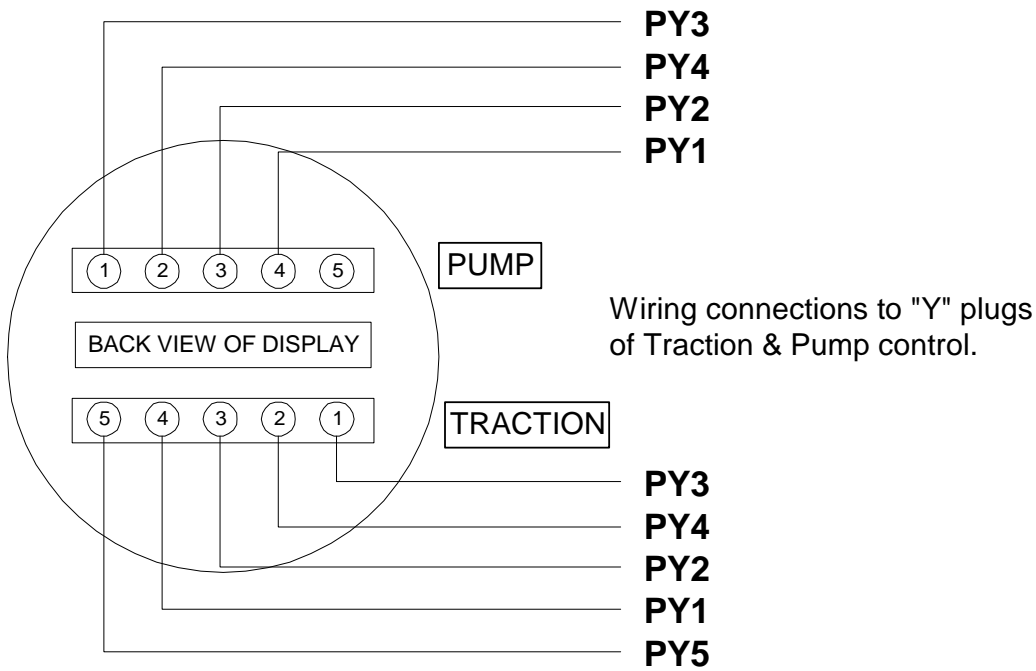 PY3
PY4
PY2
PY1
1 2 3 4 5
PUMP
BACK VIEW OF DISPLAY
Wiring connections to "Y" plugs
of Traction & Pump control.
5 4 3 2 1
TRACTION
PY3
PY4
PY2
PY1
PY5